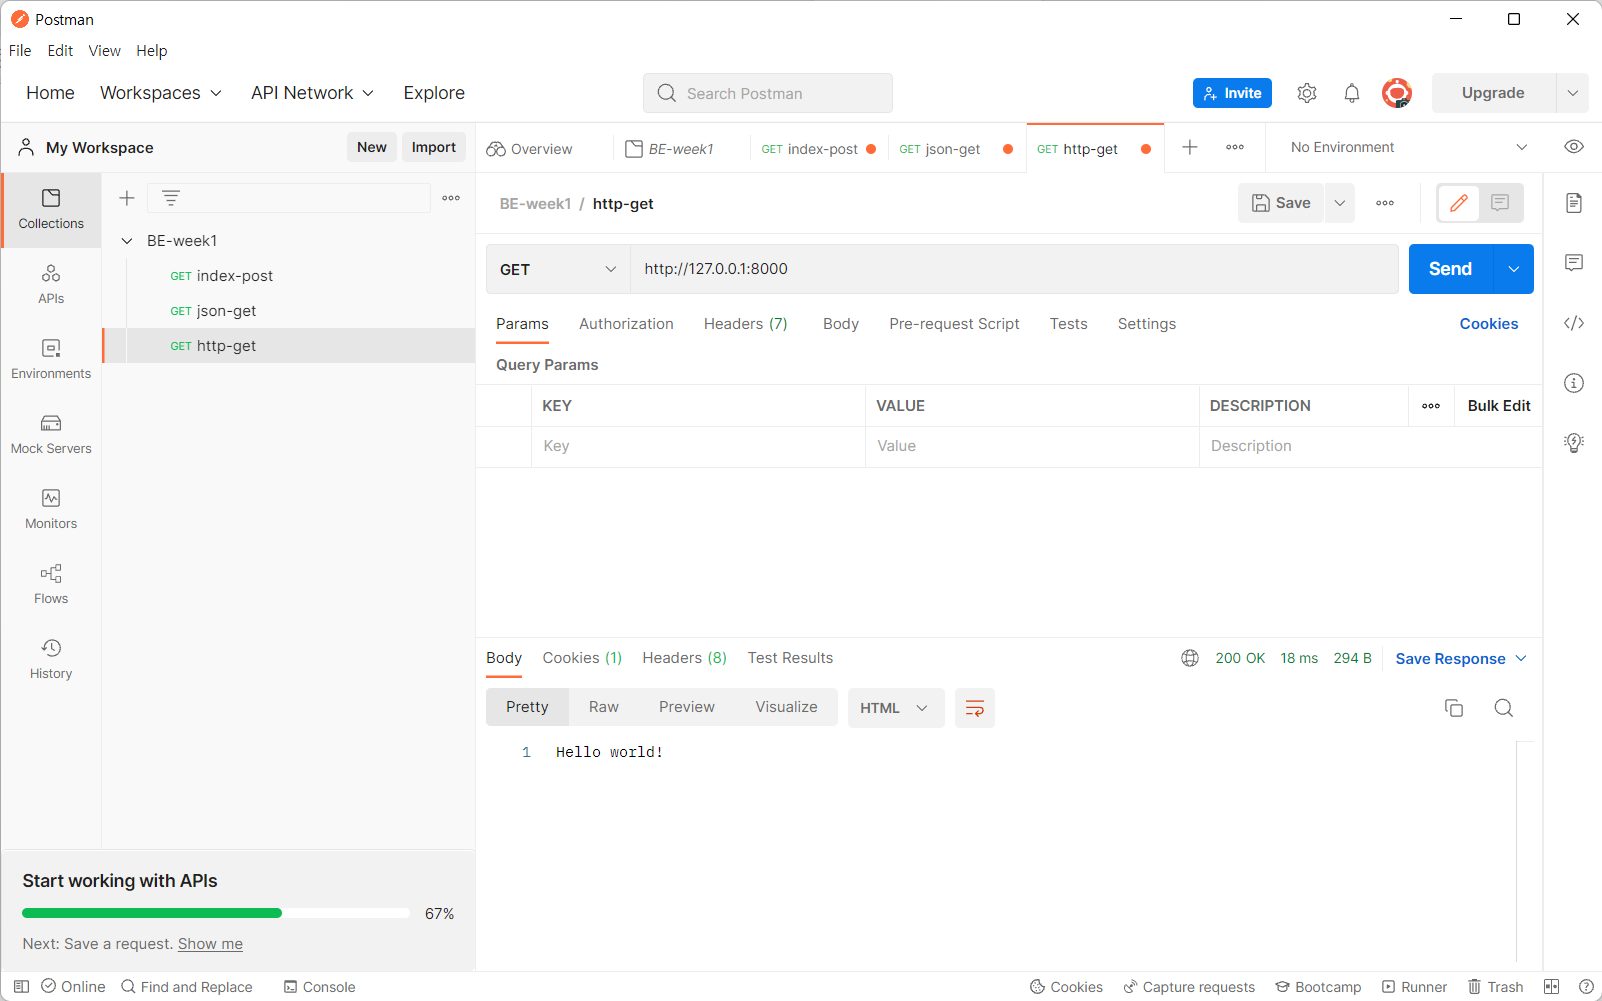 Postman
File Edit View Help
Home Workspaces API Network Explore Search Postman Invite Upgrade
My Workspace New Import
Overview BE-week1 GET index-post GET json-get GET http-get No Environment
Collections
APIs
Environments
Mock Servers
Monitors
Flows
History
BE-week1
GET index-post
GET json-get
GET http-get
BE-week1 / http-get Save
GET http://127.0.0.1:8000 Send
Params Authorization Headers (7) Body Pre-request Script Tests Settings Cookies
Query Params
KEY VALUE DESCRIPTION Bulk Edit
Key Value Description
Body Cookies (1) Headers (8) Test Results 200 OK 18 ms 294 B Save Response
Pretty Raw Preview Visualize HTML
1 Hello world!
Start working with APIs
67%
Next: Save a request. Show me
Online Find and Replace Console Cookies Capture requests Bootcamp Runner Trash